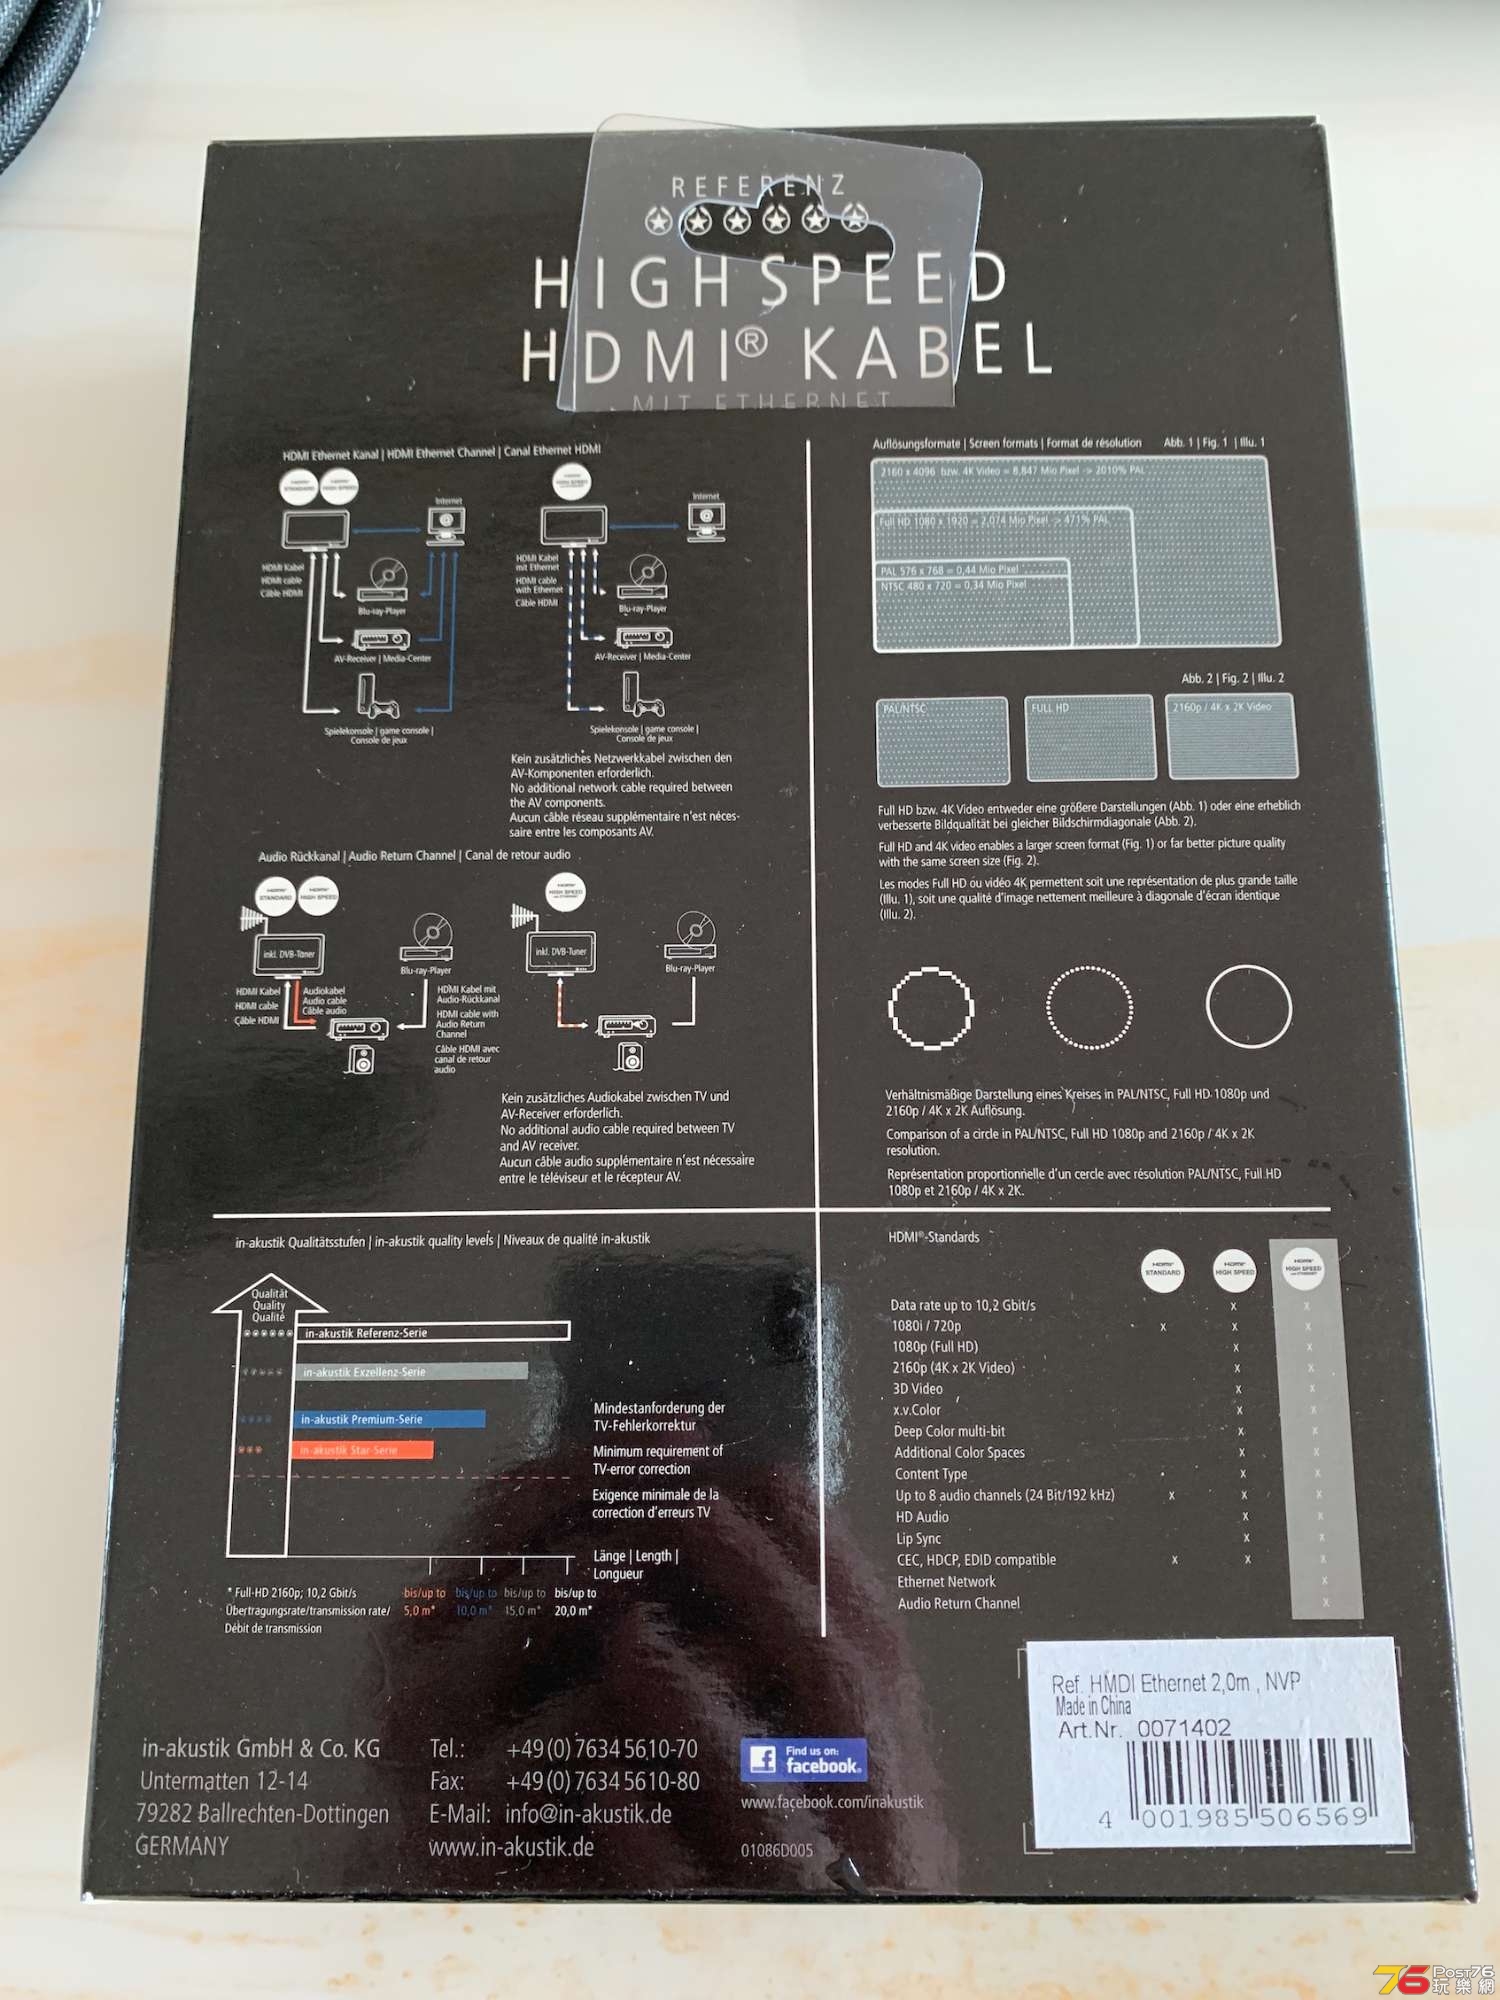 REFERENZ
HIGHSPEED
HDMI® KABEL
MIT ETHERNET
HDMI Ethernet Kanal | HDMI Ethernet Channel | Canal Ethernet HDMI
HDMI STANDARD
HDMI HIGH SPEED
Internet
HDMI Kabel
HDMI cable
Câble HDMI
Blu-ray-Player
AV-Receiver | Media-Center
Spielekonsole | game console |
Console de jeux
HDMI HIGH SPEED
Internet
HDMI Kabel
mit Ethernet
HDMI cable
with Ethernet
Câble HDMI
Blu-ray-Player
AV-Receiver | Media-Center
Spielekonsole | game console |
Console de jeux
Kein zusätzliches Netzwerkkabel zwischen den
AV-Komponenten erforderlich.
No additional network cable required between
the AV components.
Aucun câble réseau supplémentaire n'est néces-
saire entre les composants AV.
Audio Rückkanal | Audio Return Channel | Canal de retour audio
HDMI STANDARD
HDMI HIGH SPEED
inkl. DVB-Tuner
Blu-ray-Player
HDMI Kabel
HDMI cable
Câble HDMI
Audiokabel
Audio cable
Câble audio
HDMI Kabel mit
Audio-Rückkanal
HDMI cable with
Audio Return
Channel
Câble HDMI avec
canal de retour
audio
HDMI HIGH SPEED
inkl. DVB-Tuner
Blu-ray-Player
Kein zusätzliches Audiokabel zwischen TV und
AV-Receiver erforderlich.
No additional audio cable required between TV
and AV receiver.
Aucun câble audio supplémentaire n'est nécessaire
entre le téléviseur et le récepteur AV.
Auflösungsformate | Screen formats | Format de résolution Abb. 1 | Fig. 1 | Illu. 1
2160 x 4096 bzw. 4K Video = 8,847 Mio Pixel -> 2010% PAL
Full HD 1080 x 1920 = 2,074 Mio Pixel -> 471% PAL
PAL 576 x 768 = 0,44 Mio Pixel
NTSC 480 x 720 = 0,34 Mio Pixel
Abb. 2 | Fig. 2 | Illu. 2
PAL/NTSC
FULL HD
2160p / 4K x 2K Video
Full HD bzw. 4K Video entweder eine größere Darstellungen (Abb. 1) oder eine erheblich
verbesserte Bildqualität bei gleicher Bildschirmdiagonale (Abb. 2).
Full HD and 4K video enables a larger screen format (Fig. 1) or far better picture quality
with the same screen size (Fig. 2).
Les modes Full HD ou vidéo 4K permettent soit une représentation de plus grande taille
(Illu. 1), soit une qualité d'image nettement meilleure à diagonale d'écran identique
(Illu. 2).
Verhältnismäßige Darstellung eines Kreises in PAL/NTSC, Full HD 1080p und
2160p / 4K x 2K Auflösung.
Comparison of a circle in PAL/NTSC, Full HD 1080p and 2160p / 4K x 2K
resolution.
Représentation proportionnelle d'un cercle avec résolution PAL/NTSC, Full HD
1080p et 2160p / 4K x 2K.
in-akustik Qualitätsstufen | in-akustik quality levels | Niveaux de qualité in-akustik
Qualität
Quality
Qualité
in-akustik Referenz-Serie
in-akustik Exzellenz-Serie
in-akustik Premium-Serie
in-akustik Star-Serie
Mindestanforderung der
TV-Fehlerkorrektur
Minimum requirement of
TV-error correction
Exigence minimale de la
correction d'erreurs TV
Länge | Length |
Longueur
* Full-HD 2160p; 10,2 Gbit/s
Übertragungsrate/transmission rate/
Débit de transmission
bis/up to 5,0 m*
bis/up to 10,0 m*
bis/up to 15,0 m*
bis/up to 20,0 m*
HDMI®-Standards
HDMI STANDARD
HDMI HIGH SPEED
HDMI HIGH SPEED
Data rate up to 10,2 Gbit/s x x
1080i / 720p x x x
1080p (Full HD) x x
2160p (4K x 2K Video) x x
3D Video x x
x.v.Color x x
Deep Color multi-bit x x
Additional Color Spaces x x
Content Type x x
Up to 8 audio channels (24 Bit/192 kHz) x x x
HD Audio x x
Lip Sync x x
CEC, HDCP, EDID compatible x x x
Ethernet Network x
Audio Return Channel x
in-akustik GmbH & Co. KG
Untermatten 12-14
79282 Ballrechten-Dottingen
GERMANY
Tel.: +49 (0) 7634 5610-70
Fax: +49 (0) 7634 5610-80
E-Mail: info@in-akustik.de
www.in-akustik.de
f Find us on: facebook.
www.facebook.com/inakustik
01086D005
Ref. HMDI Ethernet 2,0m , NVP
Made in China
Art.Nr. 0071402
4 001985 506569
76 Post76
玩樂網